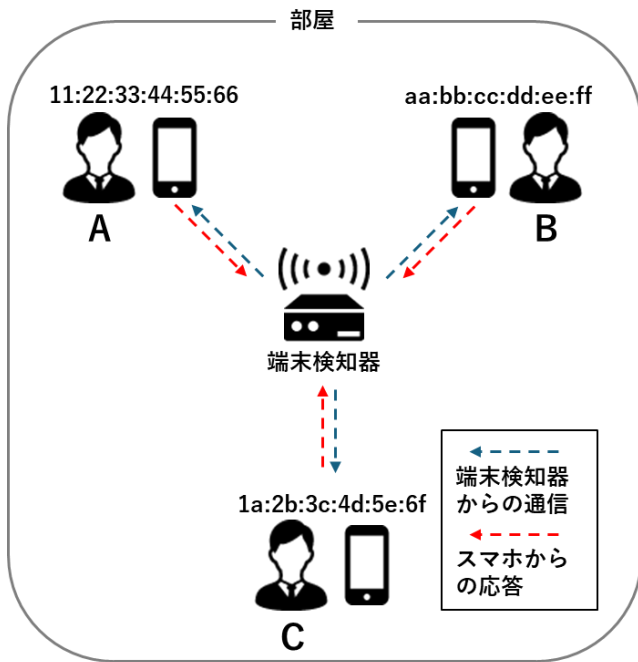 部屋
11:22:33:44:55:66
aa:bb:cc:dd:ee:ff
A
B
端末検知器
1a:2b:3c:4d:5e:6f
C
端末検知器
からの通信
スマホから
の応答